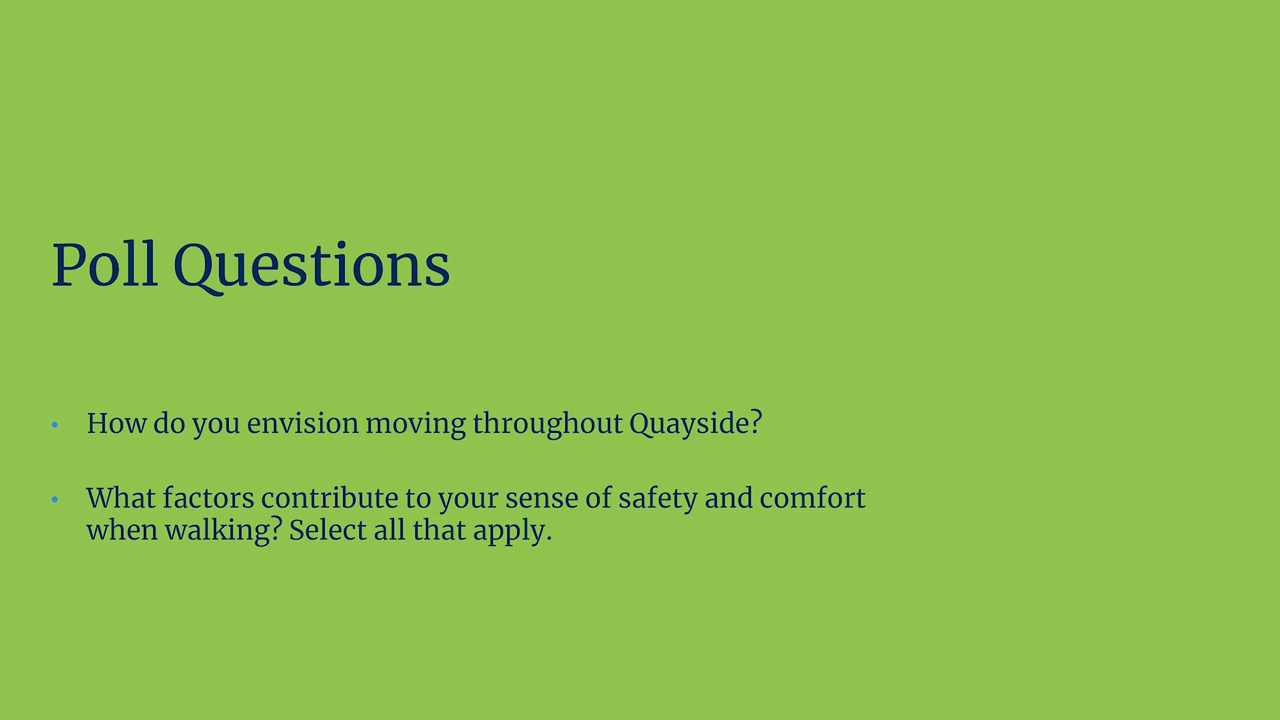 Poll Questions
• How do you envision moving throughout Quayside?
• What factors contribute to your sense of safety and comfort
when walking? Select all that apply.